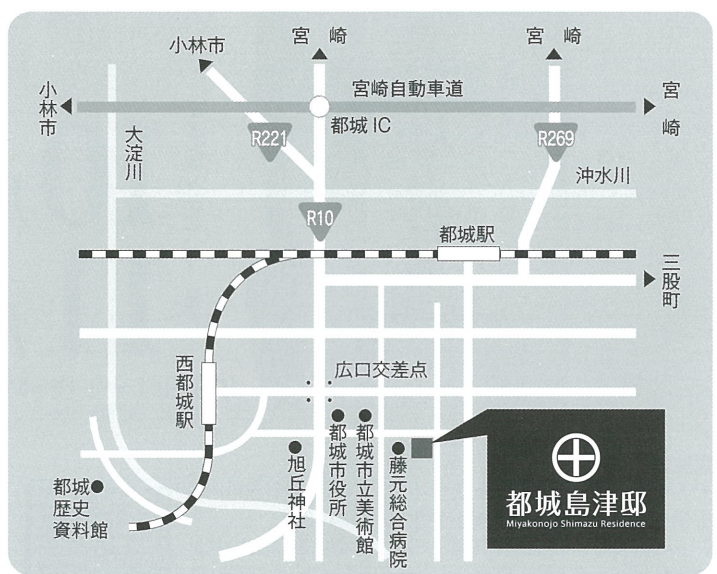 小林市
宮崎
宮崎
小林市
宮崎自動車道
宮崎
大淀川
R221
都城IC
R269
沖水川
R10
都城駅
三股町
広口交差点
西都城駅
都城市役所
都城市立美術館
旭丘神社
藤元総合病院
都城
歴史
資料館
都城島津邸
Miyakonojo Shimazu Residence